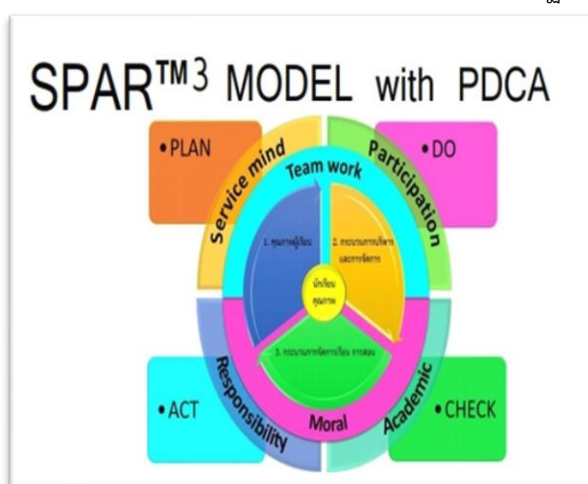 SPAR™3 MODEL with PDCA
• PLAN
• DO
Service mind
Participation
Team work
1. คุณภาพผู้เรียน
2. กระบวนการบริหาร
และการจัดการ
นักเรียน
คุณภาพ
3. กระบวนการจัดการเรียน การสอน
Responsibility
Moral
Academic
• ACT
• CHECK